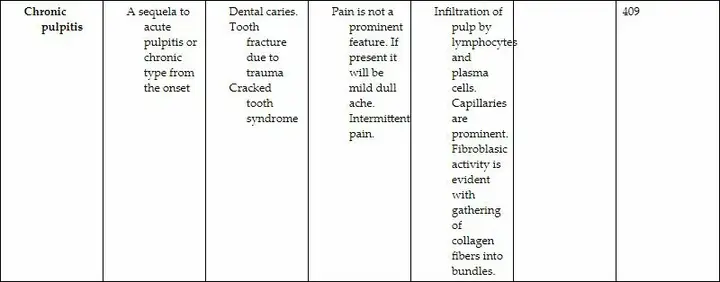 Chronic
pulpitis
A sequela to
acute
pulpitis or
chronic
type from
the onset
Dental caries.
Tooth
fracture
due to
trauma
Cracked
tooth
syndrome
Pain is not a
prominent
feature. If
present it
will be
mild dull
ache.
Intermittent
pain.
Infiltration of
pulp by
lymphocytes
and
plasma
cells.
Capillaries
are
prominent.
Fibroblasic
activity is
evident
with
gathering
of
collagen
fibers into
bundles.
409